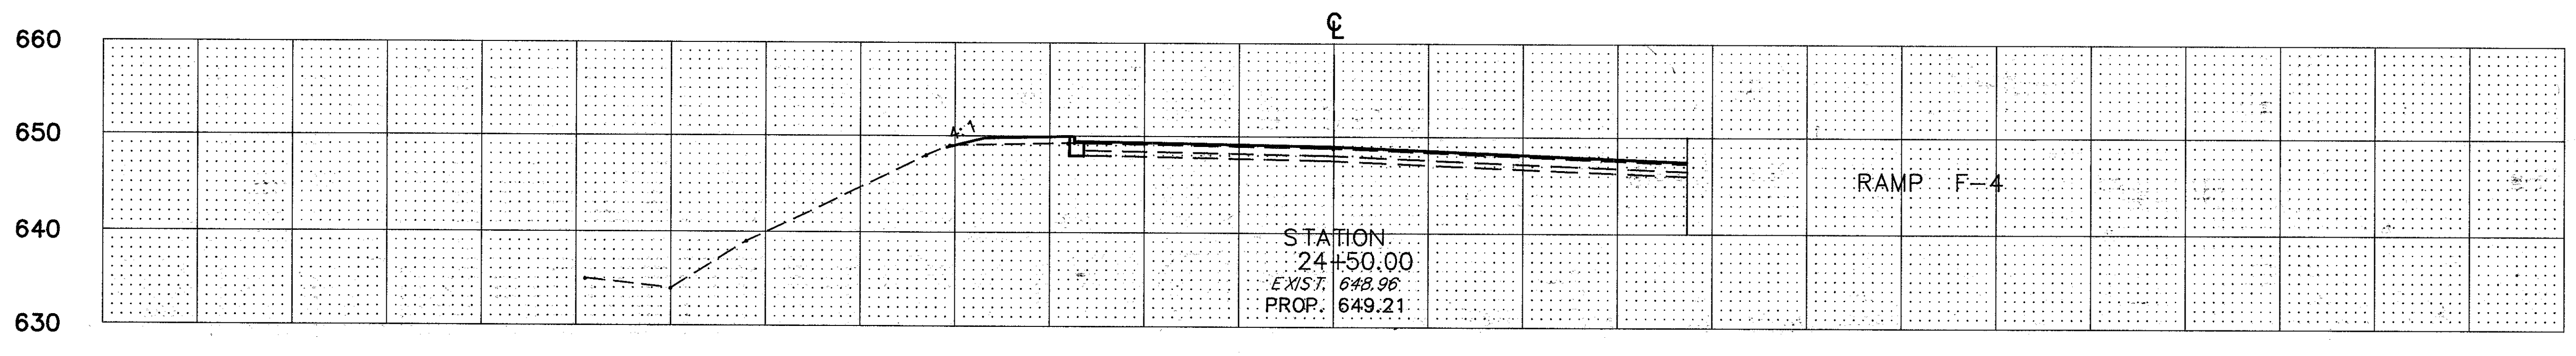 ℄
660
650
640
630
4:1
RAMP F-4
STATION
24+50.00
EXIST. 648.96
PROP. 649.21